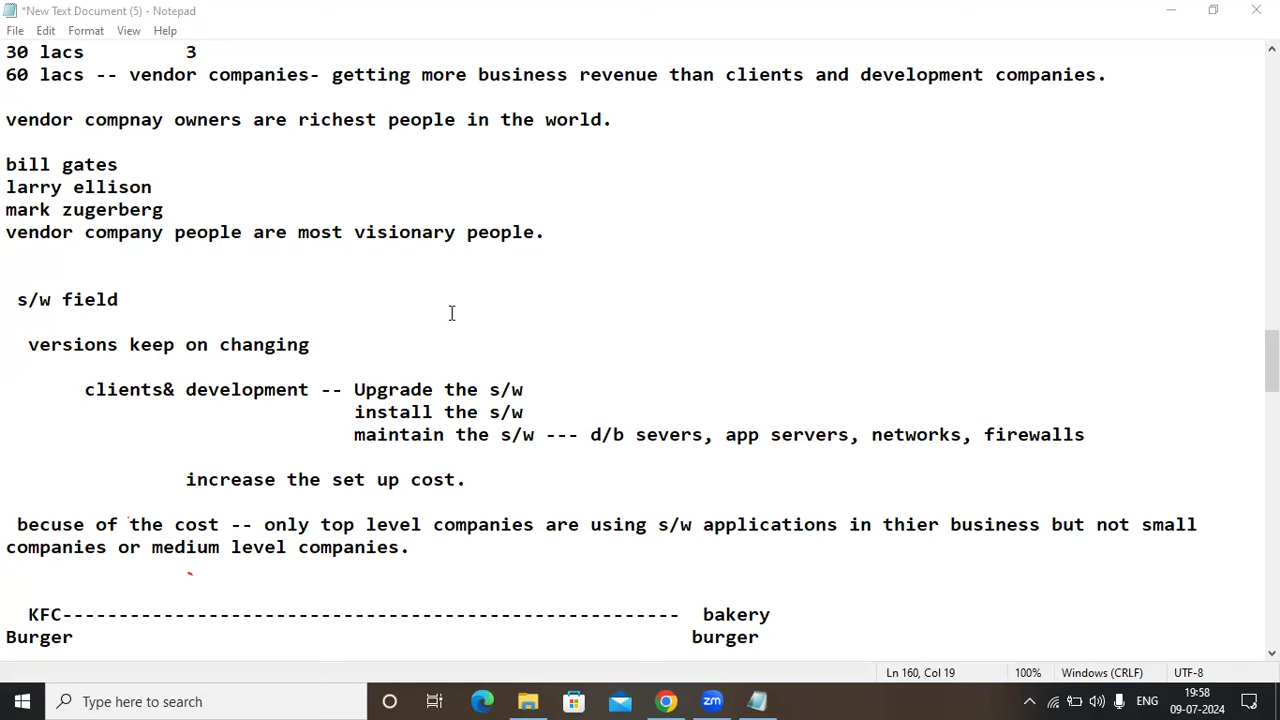 *New Text Document (5) - Notepad
File Edit Format View Help
30 lacs 3
60 lacs -- vendor companies- getting more business revenue than clients and development companies.
vendor compnay owners are richest people in the world.
bill gates
larry ellison
mark zugerberg
vendor company people are most visionary people.
s/w field
versions keep on changing
clients& development -- Upgrade the s/w
install the s/w
maintain the s/w --- d/b severs, app servers, networks, firewalls
increase the set up cost.
becuse of the cost -- only top level companies are using s/w applications in thier business but not small
companies or medium level companies.
KFC------------------------------------------------------- bakery
Burger burger
Ln 160, Col 19 100% Windows (CRLF) UTF-8
Type here to search
zm
ENG
19:58
09-07-2024